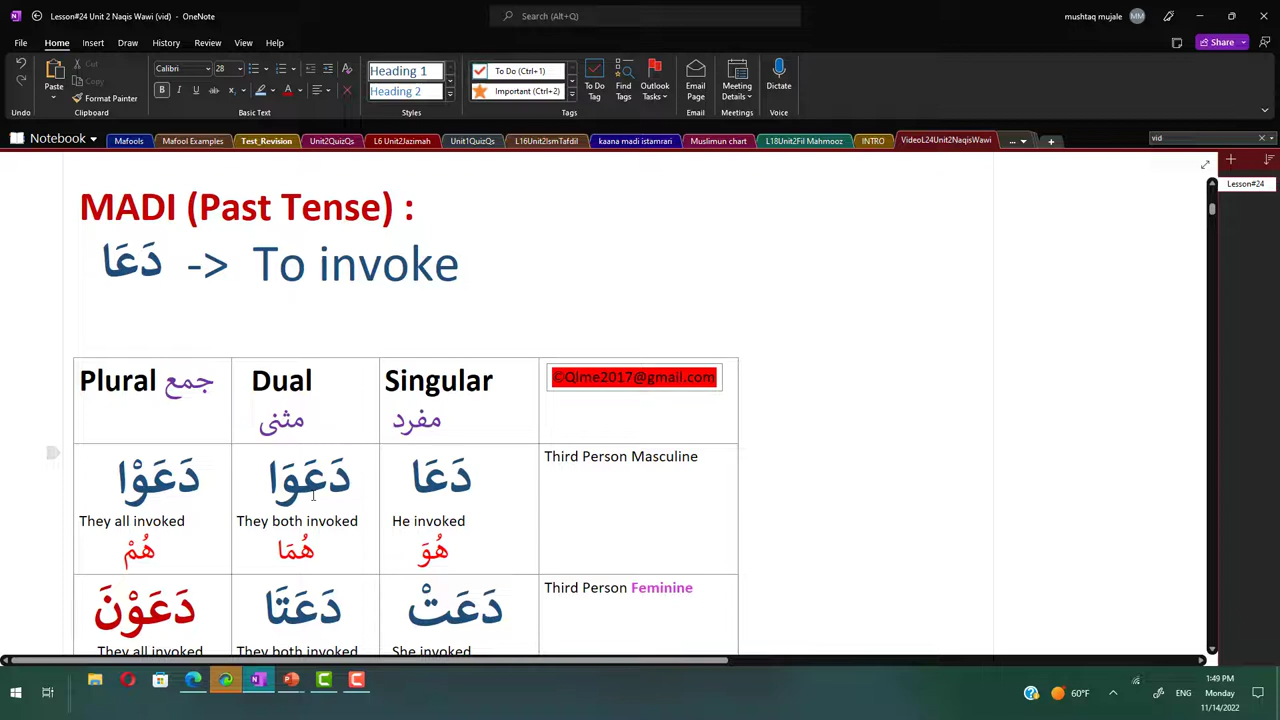 Lesson#24 Unit 2 Naqis Wawi (vid) - OneNote
Search (Alt+Q)
mushtaq mujale
MM
File Home Insert Draw History Review View Help
Share
Undo
Paste
Cut
Copy
Format Painter
Clipboard
Calibri 28
B I U ab x A
Basic Text
Heading 1
Heading 2
Styles
To Do (Ctrl+1)
Important (Ctrl+2)
Tags
To Do Tag
Find Tags
Outlook Tasks
Email Page
Email
Meeting Details
Meetings
Dictate
Voice
Notebook
Mafools
Mafool Examples
Test_Revision
Unit2QuizQs
L6 Unit2Jazimah
Unit1QuizQs
L16Unit2IsmTafdil
kaana madi istamrari
Muslimun chart
L18Unit2Fil Mahmooz
INTRO
VideoL24Unit2NaqisWawi
...
vid
Lesson#24
MADI (Past Tense) :
دَعَا -> To invoke
Plural جمع
Dual
مثنى
Singular
مفرد
©Qlme2017@gmail.com
دَعَوْا
They all invoked
هُمْ
دَعَوَا
They both invoked
هُمَا
دَعَا
He invoked
هُوَ
Third Person Masculine
دَعَوْنَ
They all invoked
دَعَتَا
They both invoked
دَعَتْ
She invoked
Third Person Feminine
60°F
ENG
1:49 PM
Monday
11/14/2022